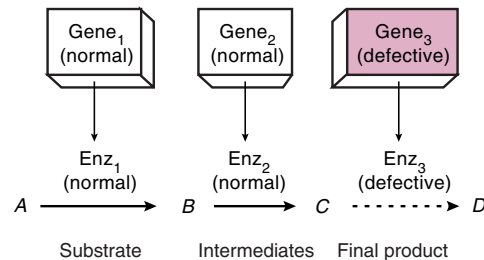 Gene1 Gene2 Gene3
(normal) (normal) (defective)
Enz1 Enz2 Enz3
(normal) (normal) (defective)
A B C D
Substrate Intermediates Final product